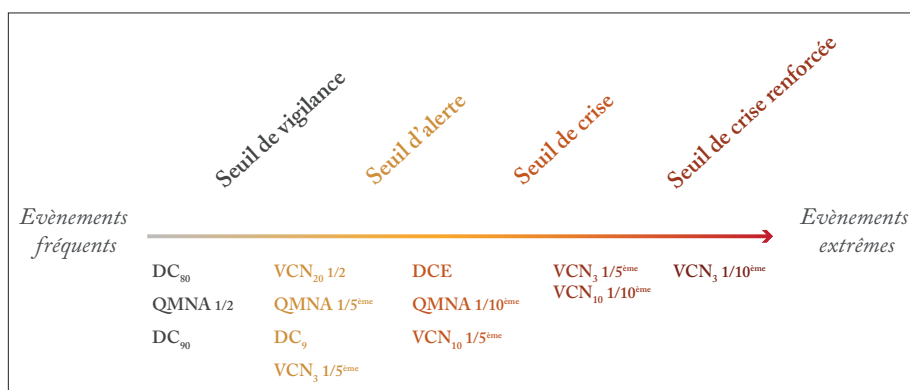 Seuil de vigilance
Seuil d'alerte
Seuil de crise
Seuil de crise renforcée
Evènements
fréquents
Evènements
extrêmes
DC₈₀
QMNA 1/2
DC₉₀
VCN₂₀ 1/2
QMNA 1/5ème
DC₉
VCN₃ 1/5ème
DCE
QMNA 1/10ème
VCN₁₀ 1/5ème
VCN₃ 1/5ème
VCN₁₀ 1/10ème
VCN₃ 1/10ème